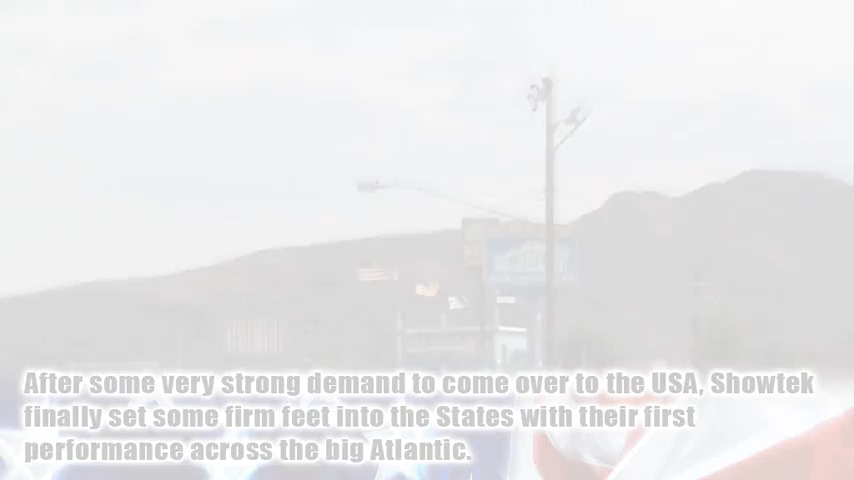 After some very strong demand to come over to the USA, Showtek
finally set some firm feet into the States with their first
performance across the big Atlantic.